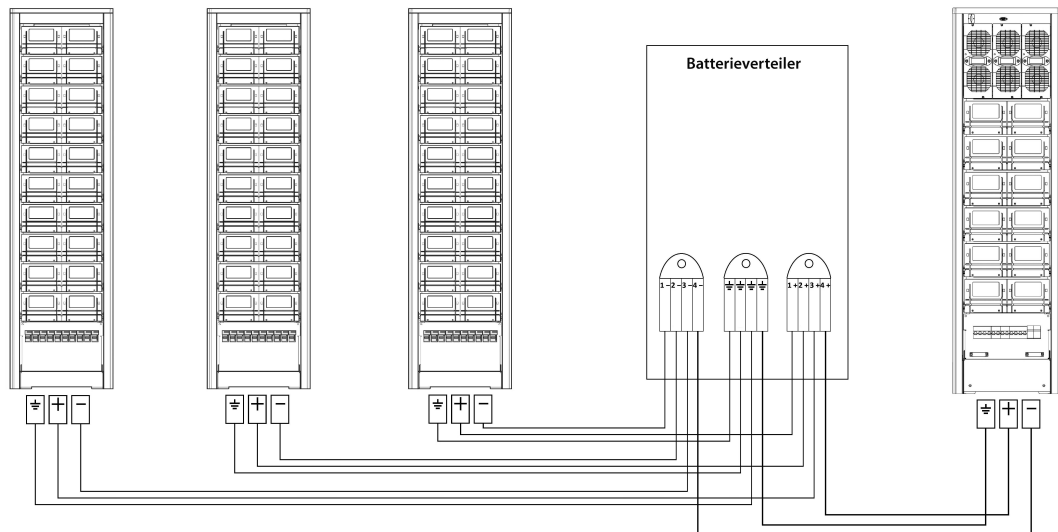 Batterieverteiler
1 – 2 – 3 – 4 –
1 + 2 + 3 + 4 +
+ –
+ –
+ –
+ –